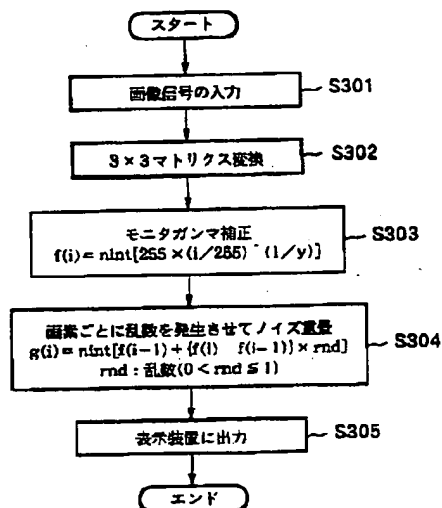 スタート
画像信号の入力
S301
3×3マトリクス変換
S302
モニタガンマ補正
f(i)=nint[255×(i/255)^(1/γ)]
S303
画素ごとに乱数を発生させてノイズ重畳
g(i)=nint[f(i-1)+{f(i) f(i-1)}×rnd]
rnd:乱数(0<rnd≦1)
S304
表示装置に出力
S305
エンド